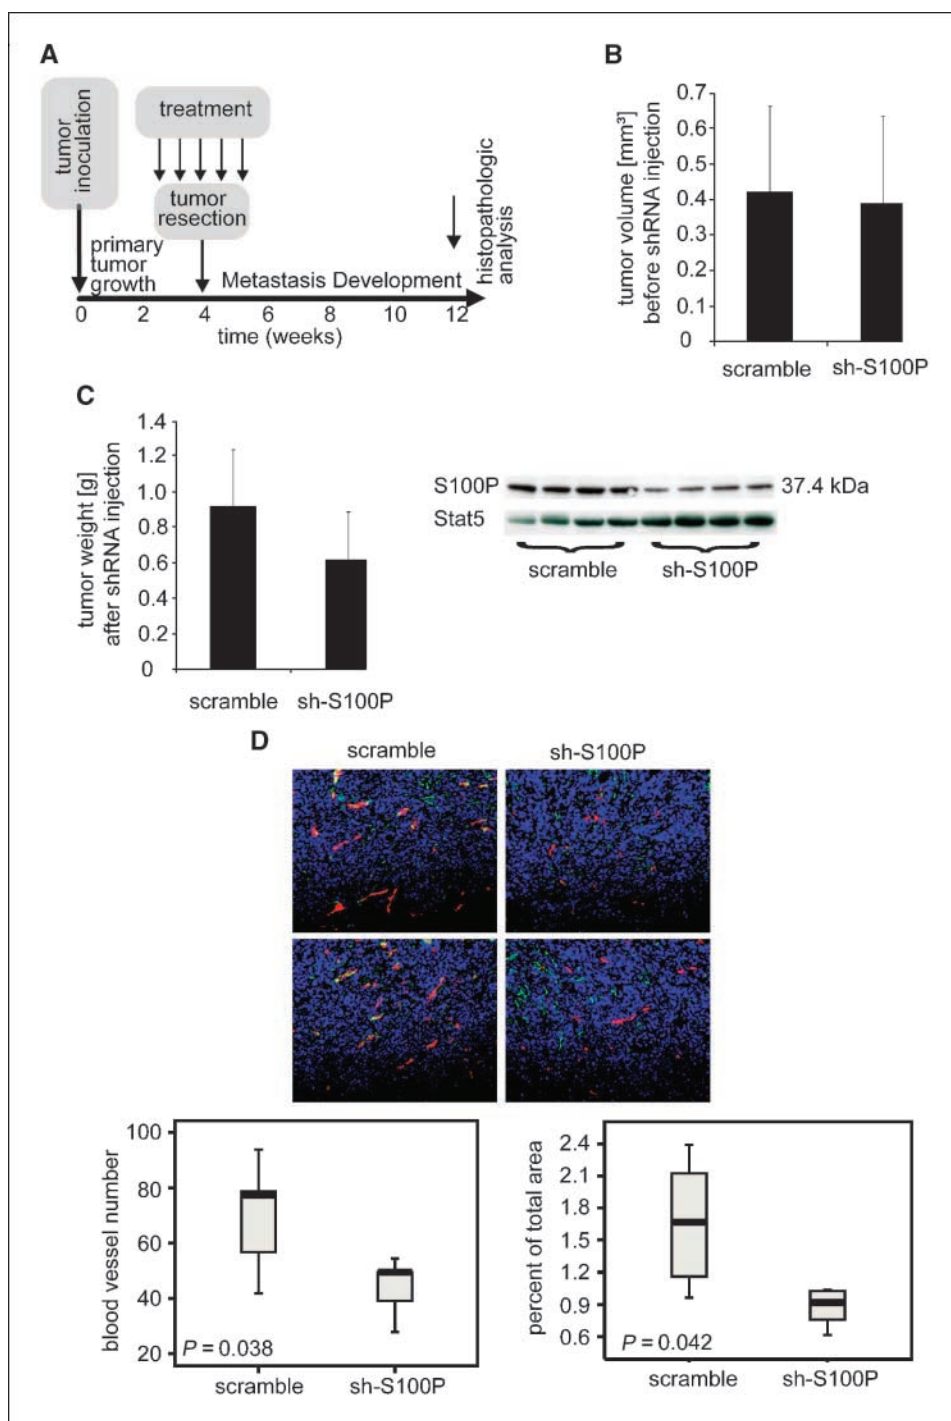 A
tumor
inoculation
treatment
tumor
resection
primary
tumor
growth
Metastasis Development
histopathologic
analysis
0 2 4 6 8 10 12
time (weeks)
B
tumor volume [mm³]
before shRNA injection
0.7
0.6
0.5
0.4
0.3
0.2
0.1
0
scramble sh-S100P
C
tumor weight [g]
after shRNA injection
1.4
1.2
1.0
0.8
0.6
0.4
0.2
0
scramble sh-S100P
S100P 37.4 kDa
Stat5
scramble sh-S100P
D
scramble sh-S100P
blood vessel number
100
80
60
40
20
P = 0.038
scramble sh-S100P
percent of total area
2.4
2.1
1.8
1.5
1.2
0.9
0.6
P = 0.042
scramble sh-S100P